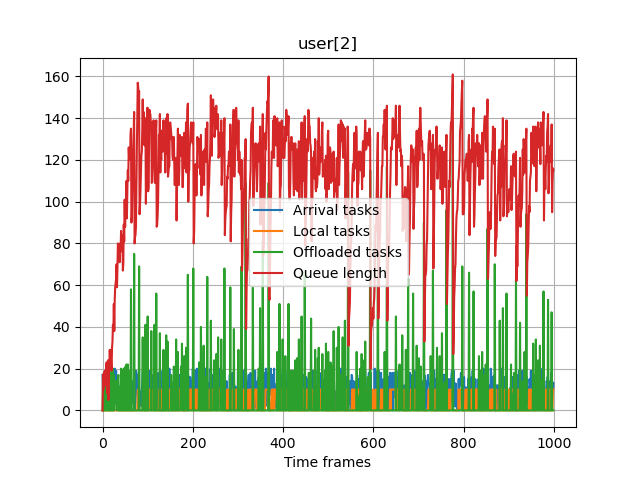 user[2]
160
140
120
100
80
60
40
20
0
Arrival tasks
Local tasks
Offloaded tasks
Queue length
0 200 400 600 800 1000
Time frames